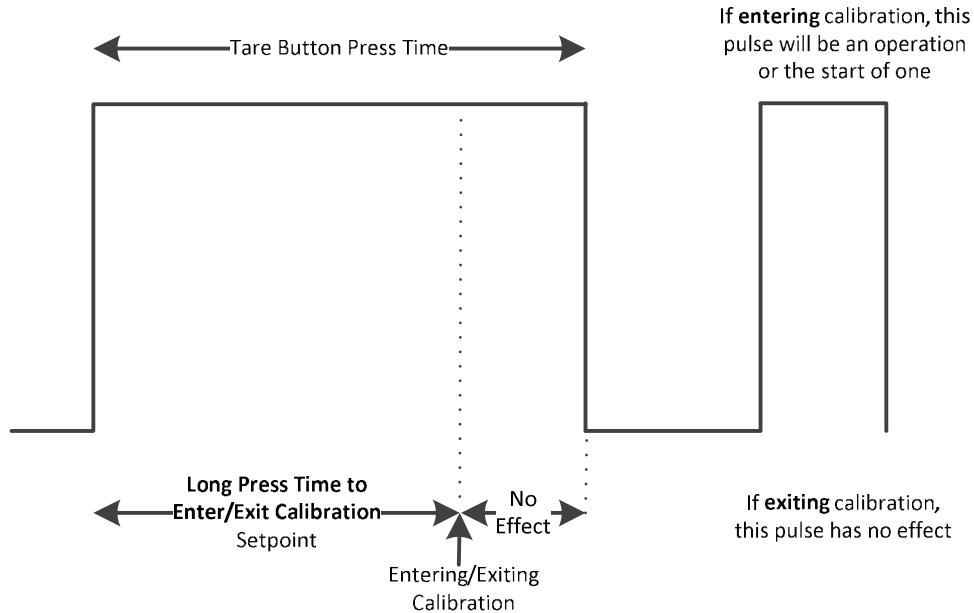 Tare Button Press Time
If entering calibration, this
pulse will be an operation
or the start of one
Long Press Time to
Enter/Exit Calibration
Setpoint
No
Effect
Entering/Exiting
Calibration
If exiting calibration,
this pulse has no effect